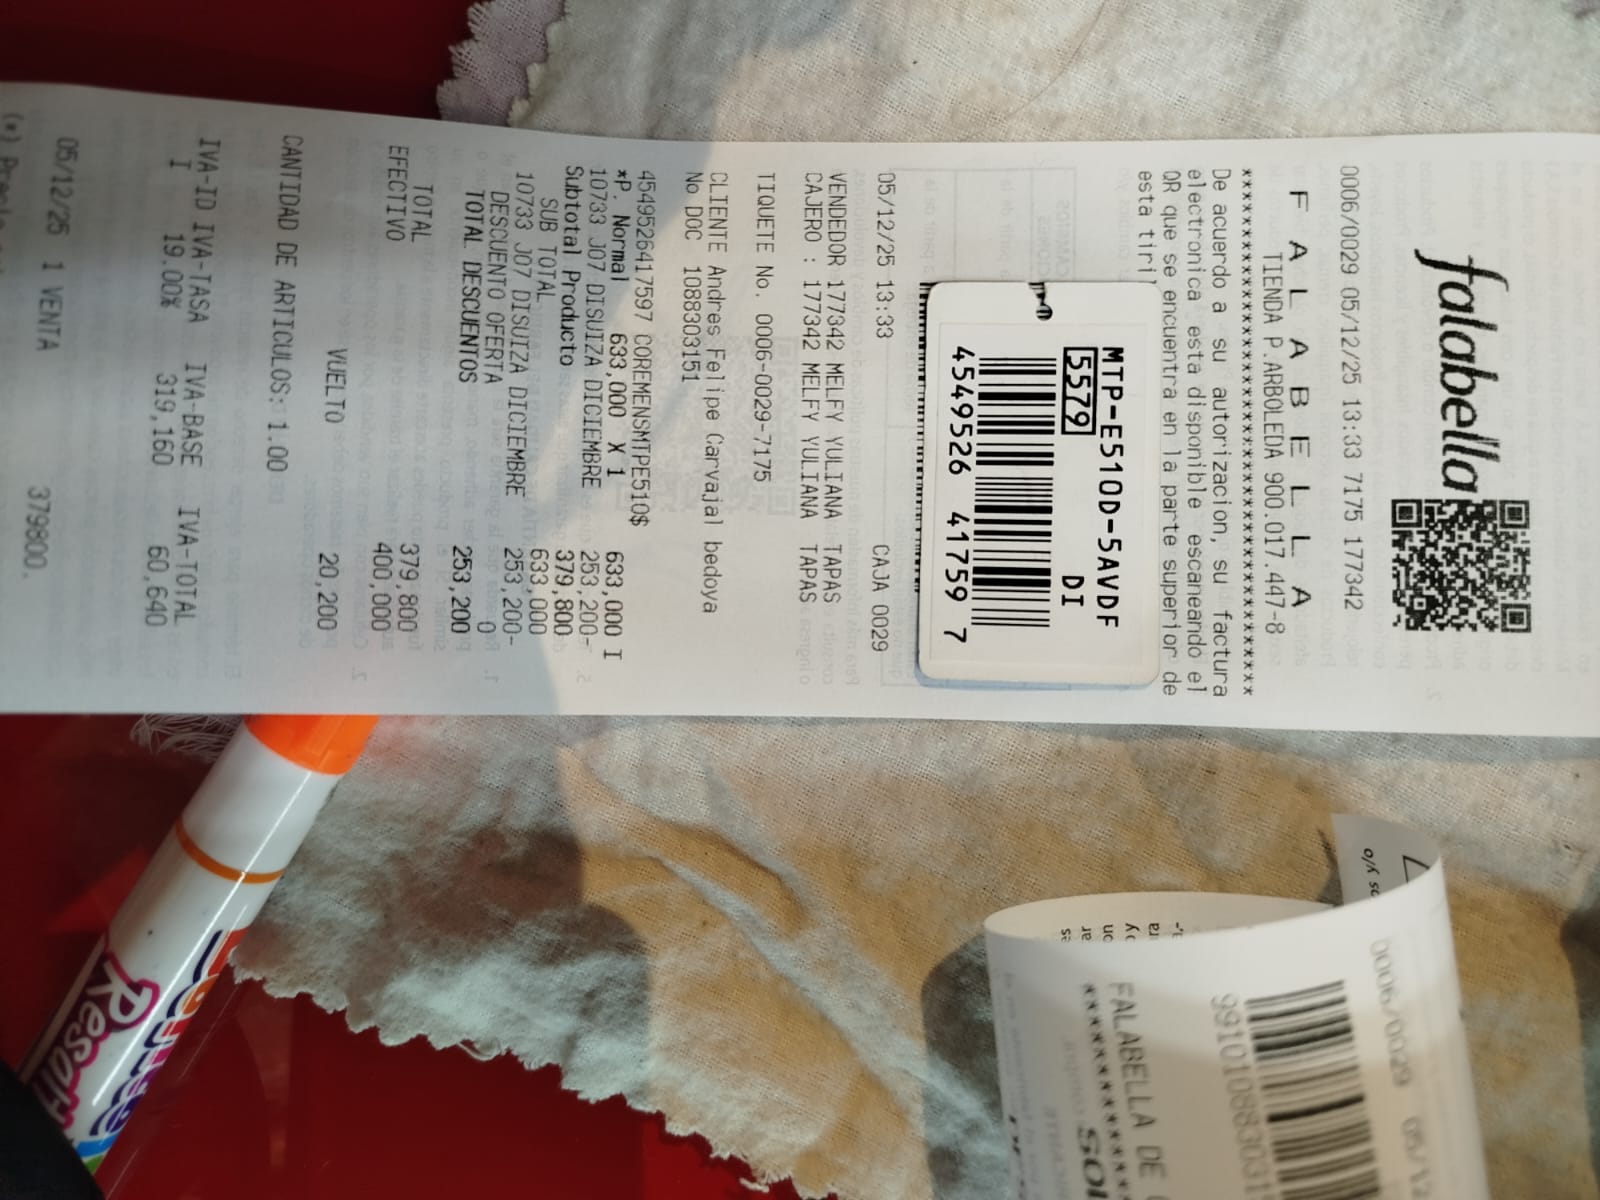 falabella
0006/0029 05/12/25 13:33 7175 177342
F A L A B E L L A
TIENDA P.ARBOLEDA 900.017.447-8
************************************
De acuerdo a su autorizacion, su factura
electronica esta disponible escaneando el
QR que se encuentra en la parte superior de
esta tiri
MTP-E510D-5AVDF
5579 DI
4549526 41759 7
05/12/25 13:33 CAJA 0029
VENDEDOR 177342 MELFY YULIANA TAPAS
CAJERO : 177342 MELFY YULIANA TAPAS
TIQUETE No. 0006-0029-7175
CLIENTE Andres Felipe Carvajal bedoya
No DOC 1088303151
4549526417597 COREMENSMTPE510$
*P. Normal 633,000 X 1 633,000 I
10733 J07 DISUIZA DICIEMBRE 253,200-
Subtotal Producto 379,800
SUB TOTAL 633,000
10733 J07 DISUIZA DICIEMBRE 253,200-
DESCUENTO OFERTA 0
TOTAL DESCUENTOS 253,200
TOTAL 379,800
EFECTIVO 400,000
VUELTO 20,200
CANTIDAD DE ARTICULOS: 1.00
IVA-ID IVA-TASA IVA-BASE IVA-TOTAL
I 19.00% 319,160 60,640
05/12/25 1 VENTA 379800.
0006/0029 05/12
991010883031
FALABELLA DE